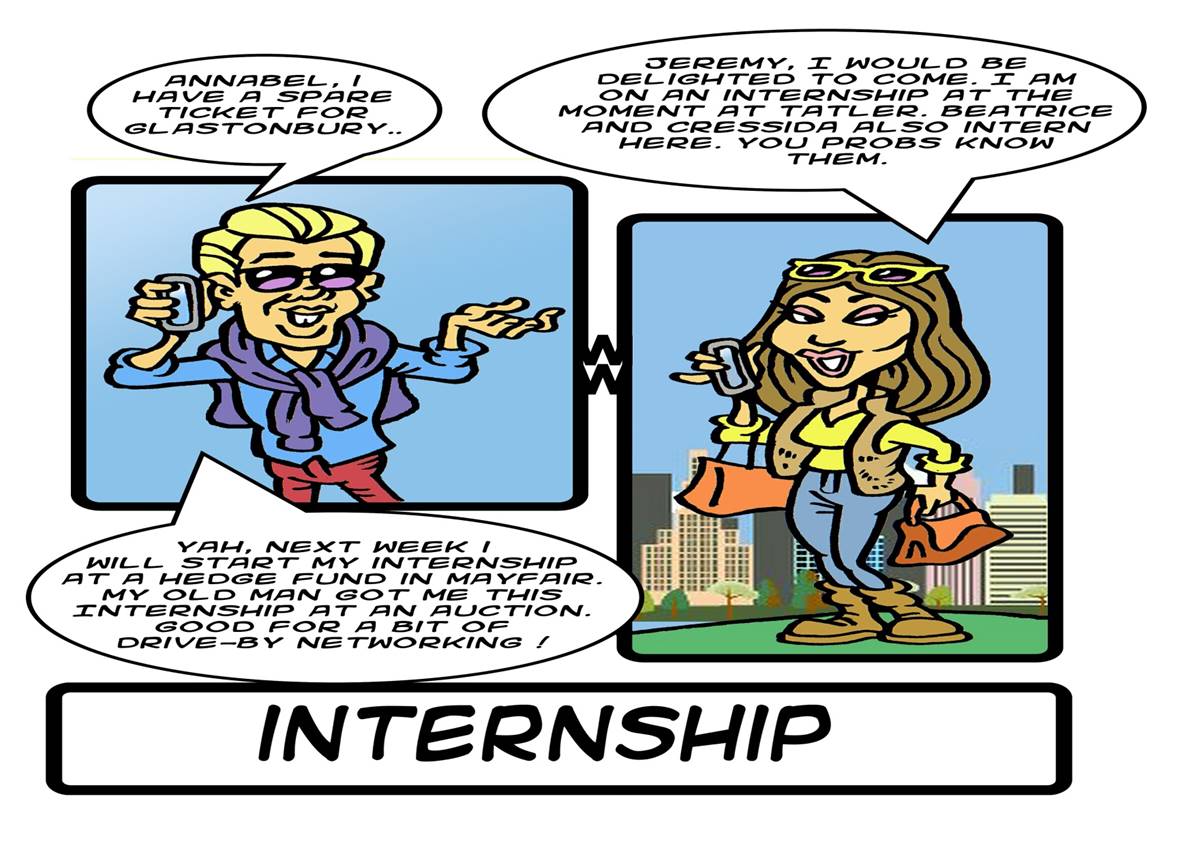 ANNABEL, I
HAVE A SPARE
TICKET FOR
GLASTONBURY..
JEREMY, I WOULD BE
DELIGHTED TO COME. I AM
ON AN INTERNSHIP AT THE
MOMENT AT TATLER. BEATRICE
AND CRESSIDA ALSO INTERN
HERE. YOU PROBS KNOW
THEM.
YAH, NEXT WEEK I
WILL START MY INTERNSHIP
AT A HEDGE FUND IN MAYFAIR.
MY OLD MAN GOT ME THIS
INTERNSHIP AT AN AUCTION.
GOOD FOR A BIT OF
DRIVE-BY NETWORKING !
INTERNSHIP